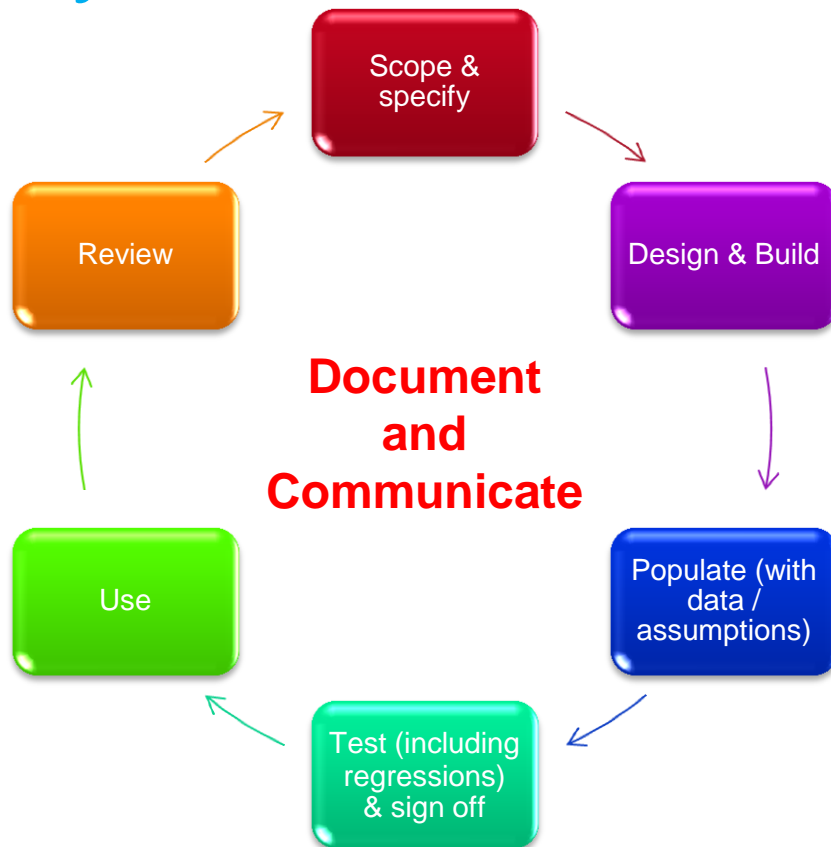 Scope &
specify
Design & Build
Populate (with
data /
assumptions)
Test (including
regressions)
& sign off
Use
Review
Document
and
Communicate